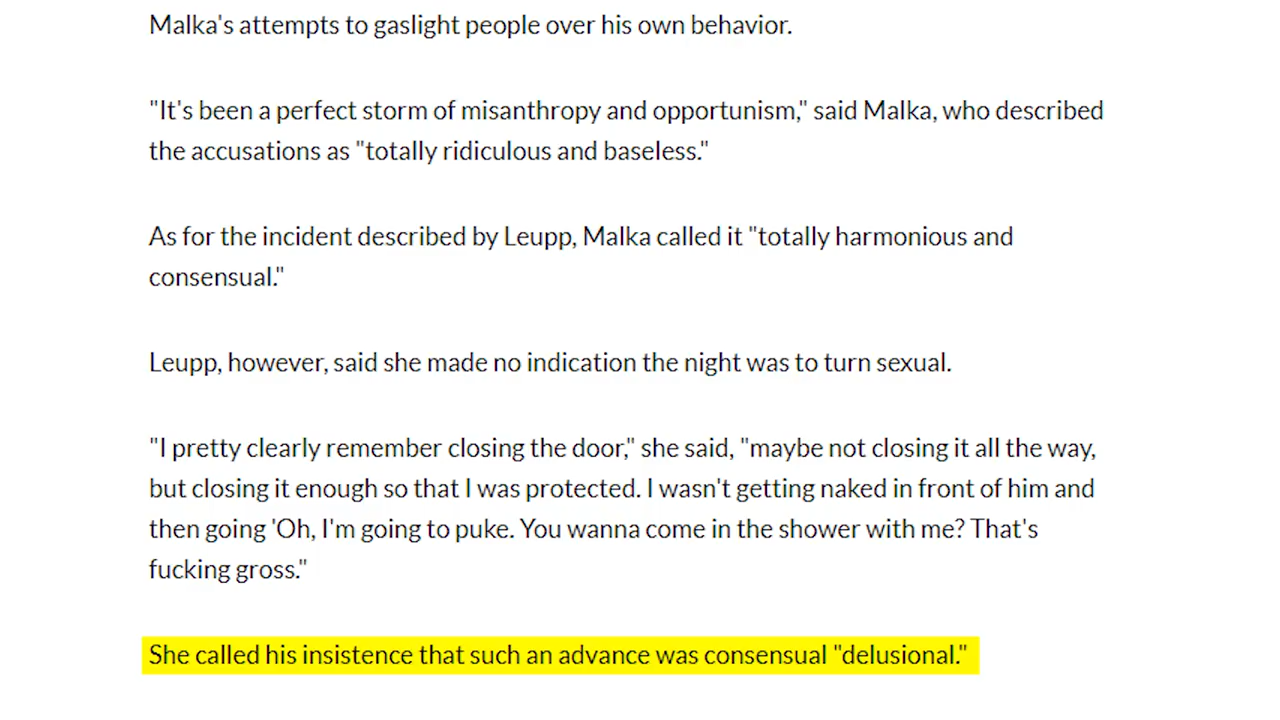 Malka's attempts to gaslight people over his own behavior.
"It's been a perfect storm of misanthropy and opportunism," said Malka, who described
the accusations as "totally ridiculous and baseless."
As for the incident described by Leupp, Malka called it "totally harmonious and
consensual."
Leupp, however, said she made no indication the night was to turn sexual.
"I pretty clearly remember closing the door," she said, "maybe not closing it all the way,
but closing it enough so that I was protected. I wasn't getting naked in front of him and
then going 'Oh, I'm going to puke. You wanna come in the shower with me? That's
fucking gross."
She called his insistence that such an advance was consensual "delusional."